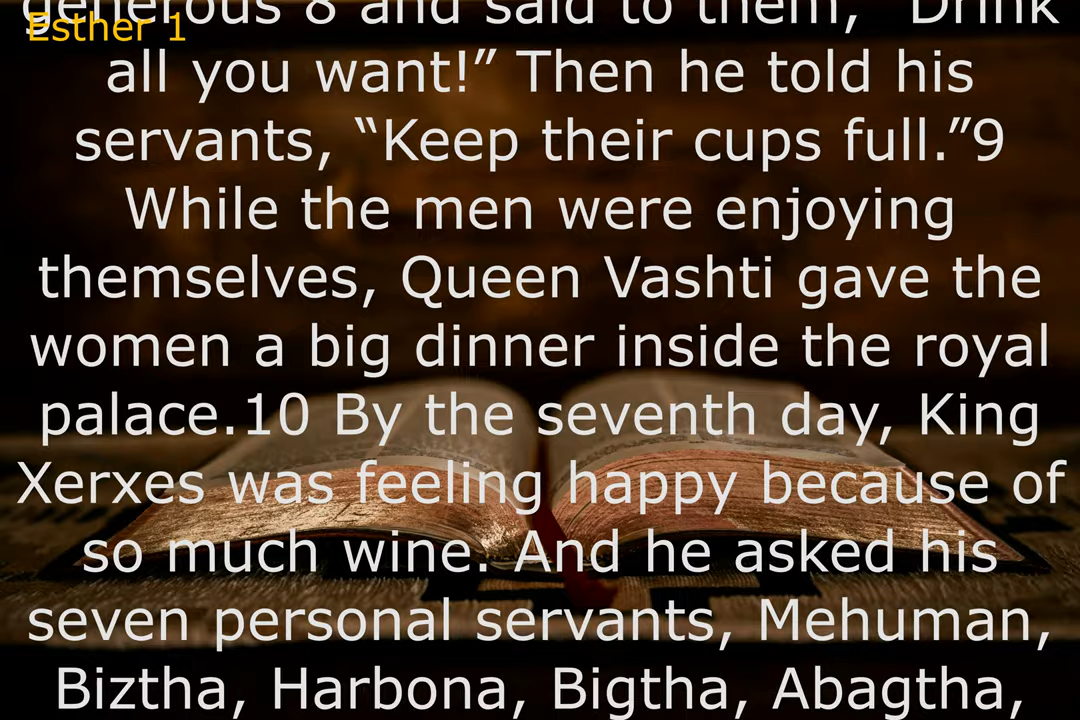 Esther 1
generous 8 and said to them, “Drink
all you want!” Then he told his
servants, “Keep their cups full.”9
While the men were enjoying
themselves, Queen Vashti gave the
women a big dinner inside the royal
palace.10 By the seventh day, King
Xerxes was feeling happy because of
so much wine. And he asked his
seven personal servants, Mehuman,
Biztha, Harbona, Bigtha, Abagtha,